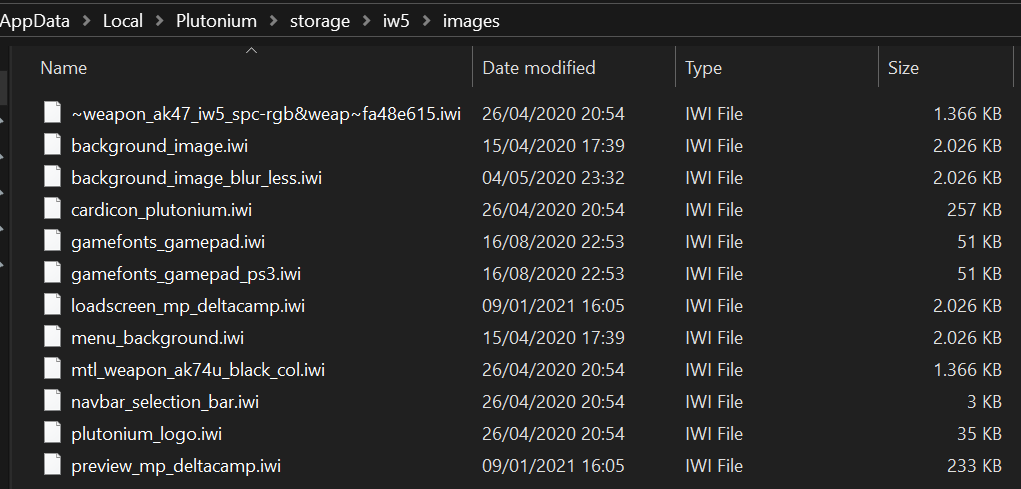 AppData > Local > Plutonium > storage > iw5 > images
Name Date modified Type Size
~weapon_ak47_iw5_spc-rgb&weap~fa48e615.iwi 26/04/2020 20:54 IWI File 1.366 KB
background_image.iwi 15/04/2020 17:39 IWI File 2.026 KB
background_image_blur_less.iwi 04/05/2020 23:32 IWI File 2.026 KB
cardicon_plutonium.iwi 26/04/2020 20:54 IWI File 257 KB
gamefonts_gamepad.iwi 16/08/2020 22:53 IWI File 51 KB
gamefonts_gamepad_ps3.iwi 16/08/2020 22:53 IWI File 51 KB
loadscreen_mp_deltacamp.iwi 09/01/2021 16:05 IWI File 2.026 KB
menu_background.iwi 15/04/2020 17:39 IWI File 2.026 KB
mtl_weapon_ak74u_black_col.iwi 26/04/2020 20:54 IWI File 1.366 KB
navbar_selection_bar.iwi 26/04/2020 20:54 IWI File 3 KB
plutonium_logo.iwi 26/04/2020 20:54 IWI File 35 KB
preview_mp_deltacamp.iwi 09/01/2021 16:05 IWI File 233 KB